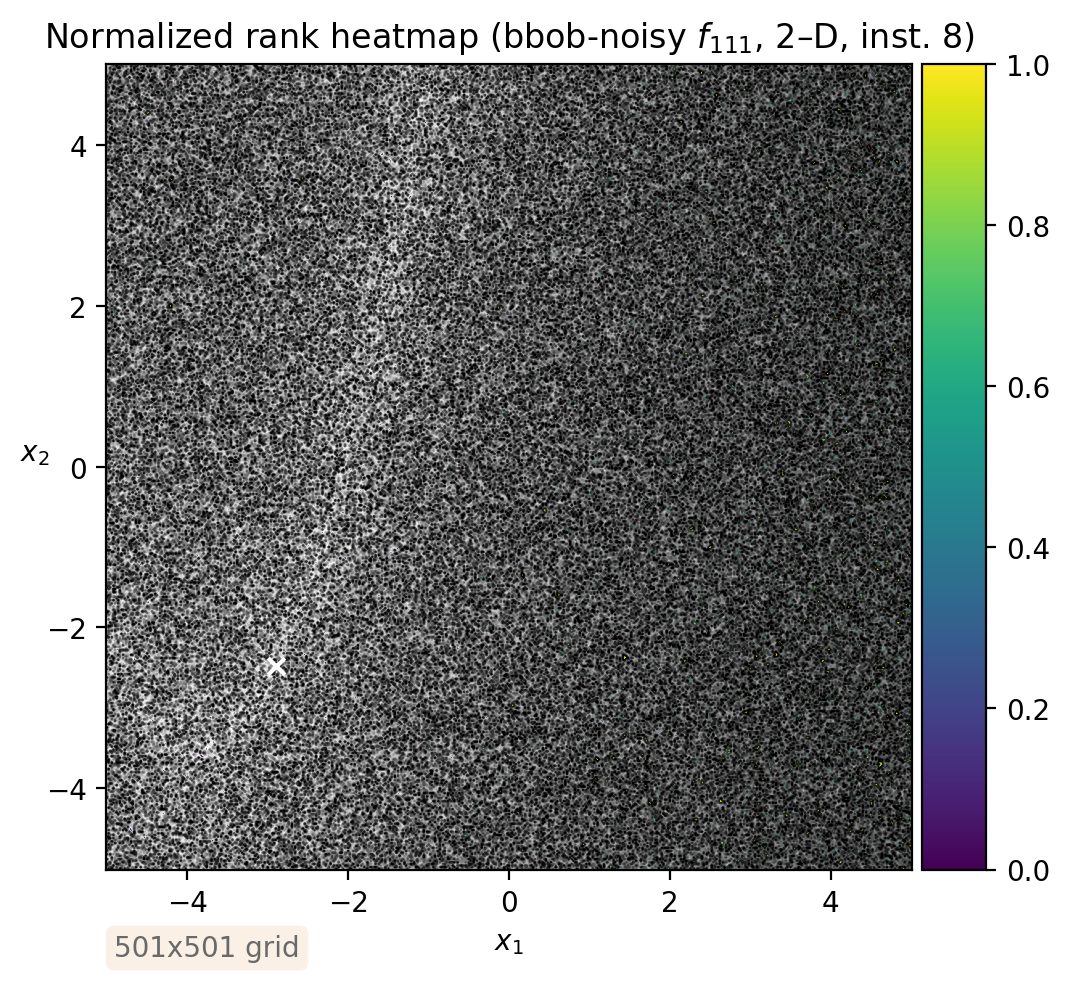 Normalized rank heatmap (bbob-noisy f₁₁₁, 2–D, inst. 8)
1.0
0.8
0.6
0.4
0.2
0.0
4
2
0
−2
−4
x₂
−4 −2 0 2 4
x₁
501x501 grid